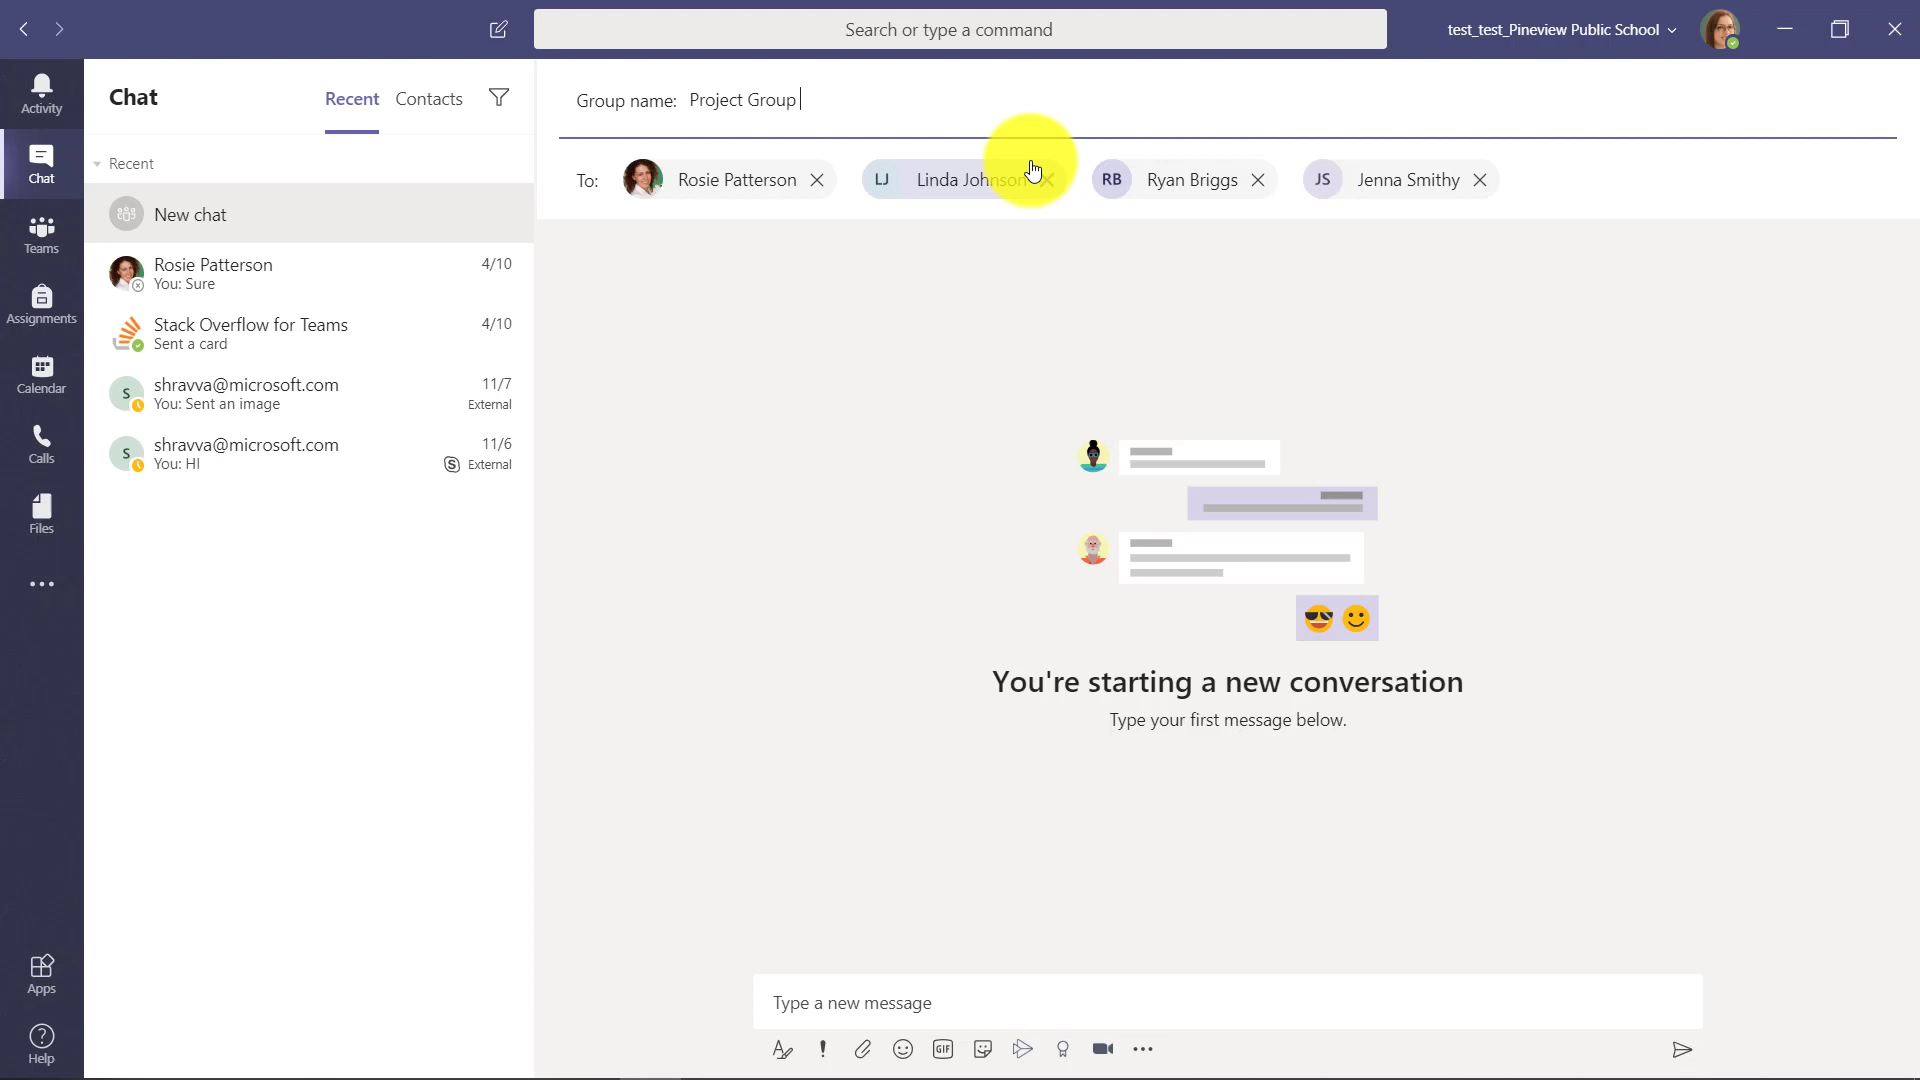 Search or type a command
test_test_Pineview Public School
Activity
Chat
Teams
Assignments
Calendar
Calls
Files
Apps
Help
Chat
Recent
Contacts
Recent
New chat
Rosie Patterson 4/10
You: Sure
Stack Overflow for Teams 4/10
Sent a card
S shravva@microsoft.com 11/7
You: Sent an image External
S shravva@microsoft.com 11/6
You: HI S External
Group name: Project Group
To: Rosie Patterson LJ Linda Johnson RB Ryan Briggs JS Jenna Smithy
You're starting a new conversation
Type your first message below.
Type a new message
GIF